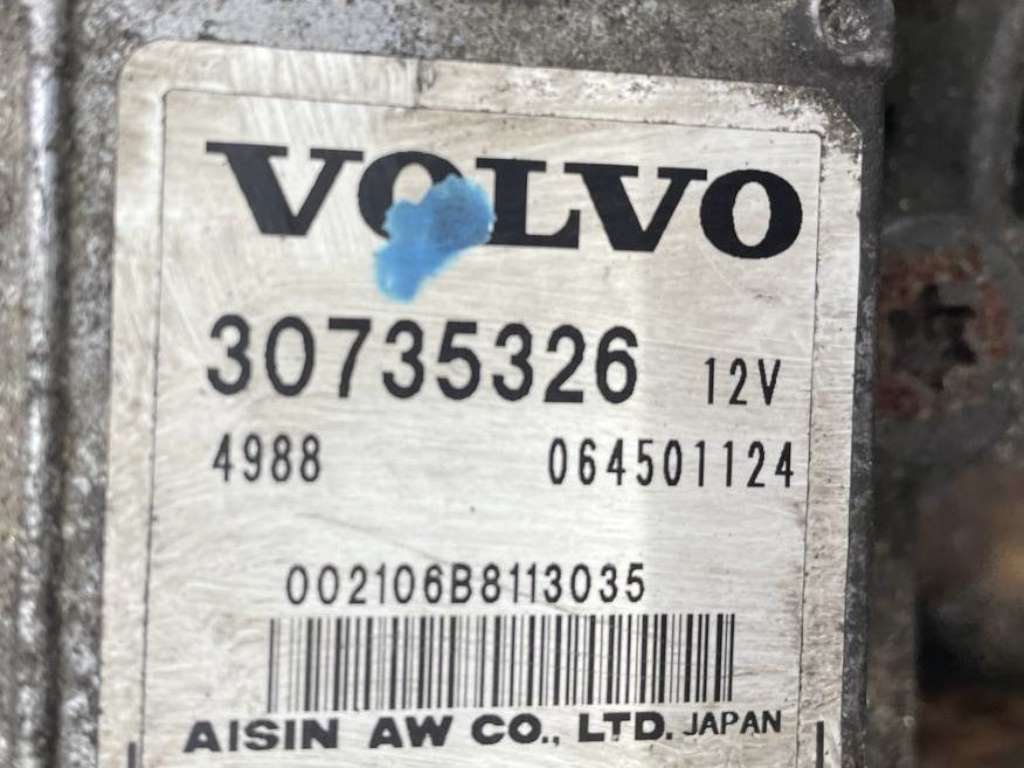 VOLVO
30735326 12V
4988 064501124
002106B8113035
AISIN AW CO., LTD. JAPAN